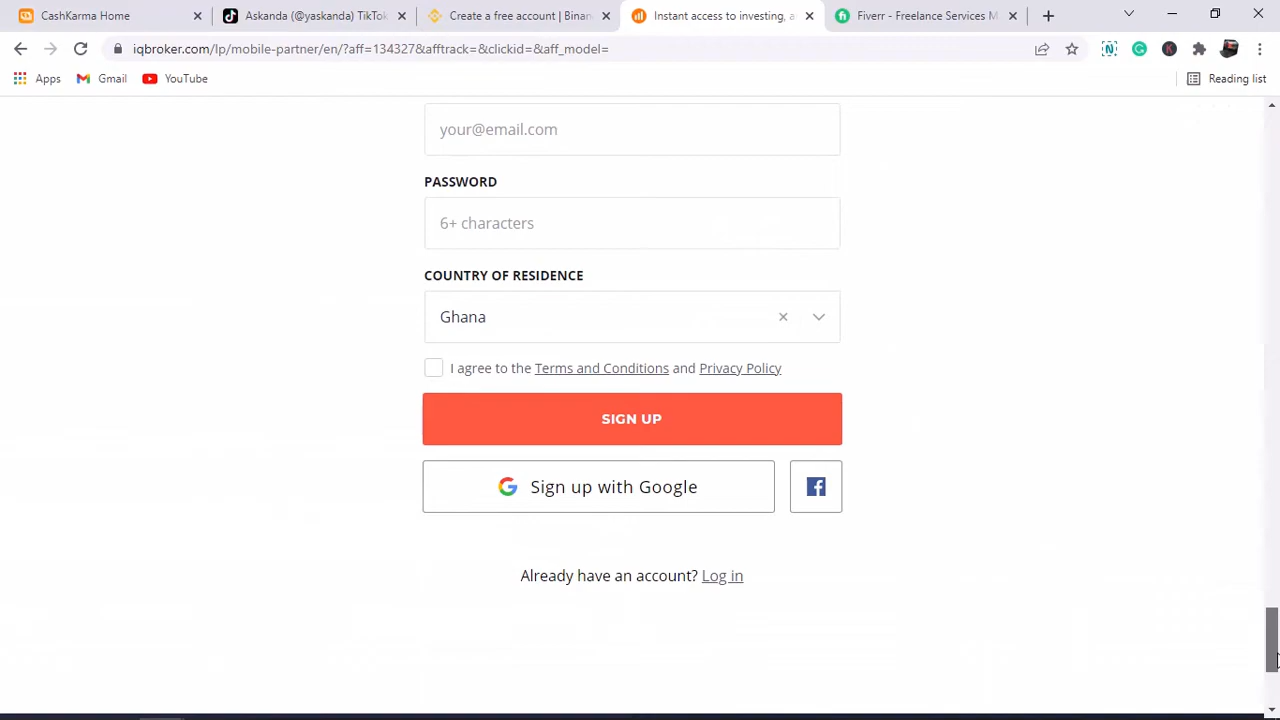 CashKarma Home
Askanda (@yaskanda) TikTok
Create a free account | Binan
Instant access to investing, a
Fiverr - Freelance Services M
iqbroker.com/lp/mobile-partner/en/?aff=134327&afftrack=&clickid=&aff_model=
Apps
Gmail
YouTube
Reading list
your@email.com
PASSWORD
6+ characters
COUNTRY OF RESIDENCE
Ghana
I agree to the Terms and Conditions and Privacy Policy
SIGN UP
Sign up with Google
Already have an account? Log in